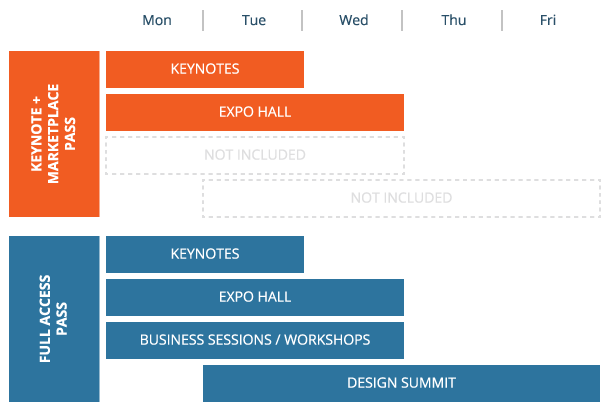 Mon Tue Wed Thu Fri
KEYNOTE +
MARKETPLACE
PASS
KEYNOTES
EXPO HALL
NOT INCLUDED
NOT INCLUDED
FULL ACCESS
PASS
KEYNOTES
EXPO HALL
BUSINESS SESSIONS / WORKSHOPS
DESIGN SUMMIT